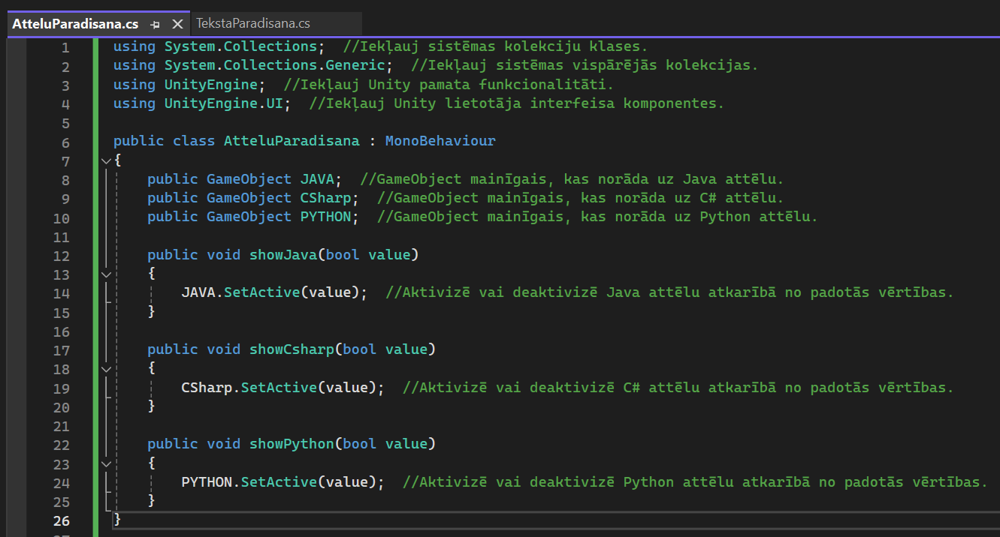 AtteluParadisana.cs TekstaParadisana.cs
1 using System.Collections; //Iekļauj sistēmas kolekciju klases.
2 using System.Collections.Generic; //Iekļauj sistēmas vispārējās kolekcijas.
3 using UnityEngine; //Iekļauj Unity pamata funkcionalitāti.
4 using UnityEngine.UI; //Iekļauj Unity lietotāja interfeisa komponentes.
5
6 public class AtteluParadisana : MonoBehaviour
7 {
8 public GameObject JAVA; //GameObject mainīgais, kas norāda uz Java attēlu.
9 public GameObject CSharp; //GameObject mainīgais, kas norāda uz C# attēlu.
10 public GameObject PYTHON; //GameObject mainīgais, kas norāda uz Python attēlu.
11
12 public void showJava(bool value)
13 {
14 JAVA.SetActive(value); //Aktivizē vai deaktivizē Java attēlu atkarībā no padotās vērtības.
15 }
16
17 public void showCsharp(bool value)
18 {
19 CSharp.SetActive(value); //Aktivizē vai deaktivizē C# attēlu atkarībā no padotās vērtības.
20 }
21
22 public void showPython(bool value)
23 {
24 PYTHON.SetActive(value); //Aktivizē vai deaktivizē Python attēlu atkarībā no padotās vērtības.
25 }
26 }